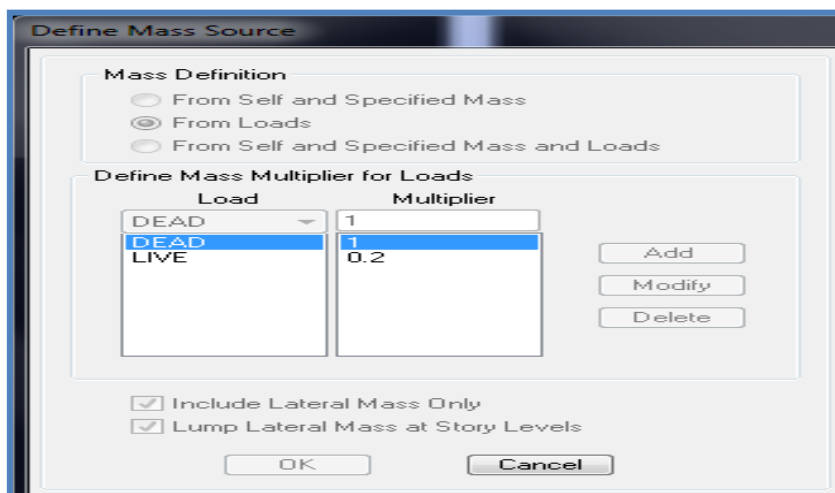 Define Mass Source
Mass Definition
From Self and Specified Mass
From Loads
From Self and Specified Mass and Loads
Define Mass Multiplier for Loads
Load Multiplier
DEAD 1
DEAD 1
LIVE 0.2
Add
Modify
Delete
Include Lateral Mass Only
Lump Lateral Mass at Story Levels
OK Cancel